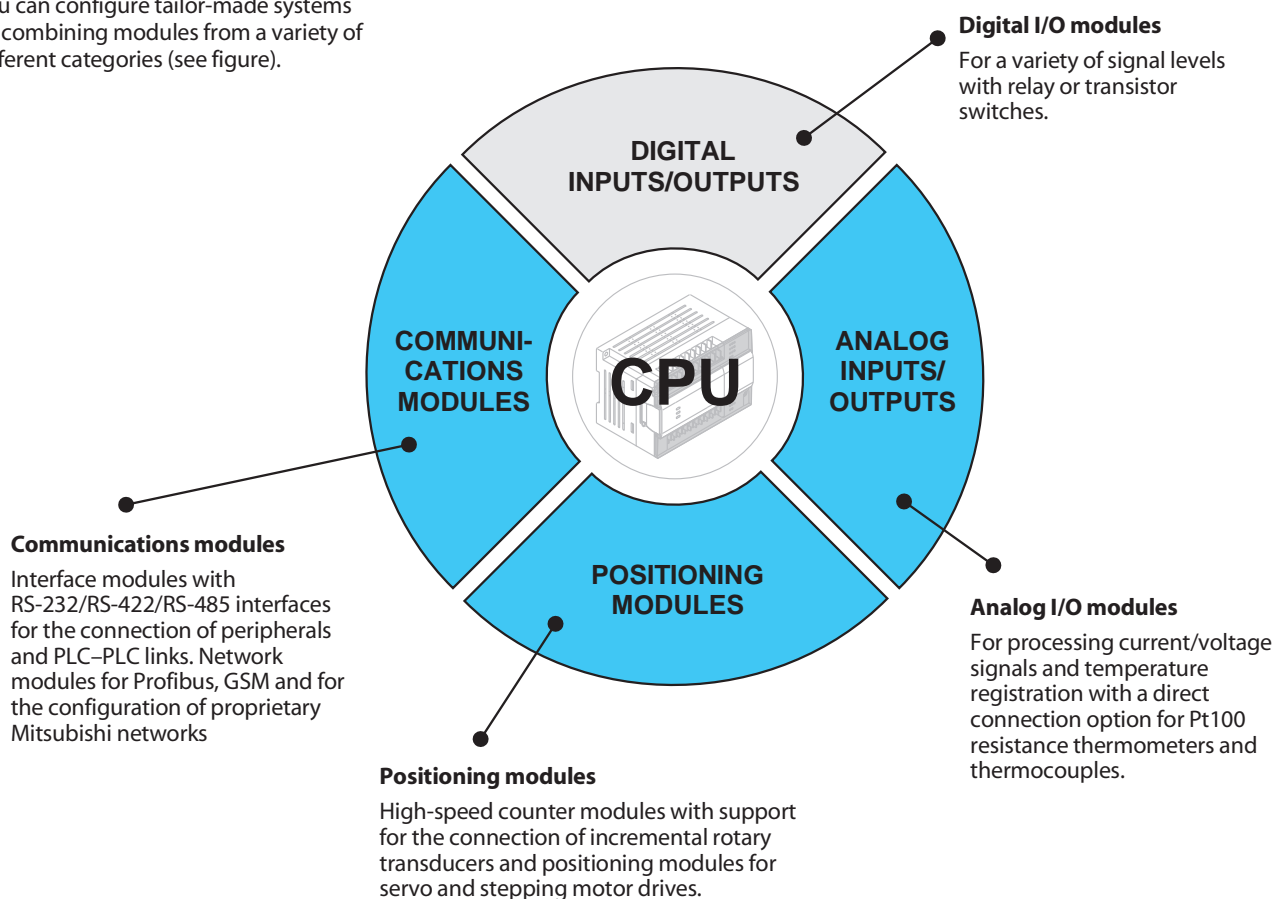 can configure tailor-made systems
combining modules from a variety of
ferent categories (see figure).
Digital I/O modules
For a variety of signal levels
with relay or transistor
switches.
DIGITAL
INPUTS/OUTPUTS
COMMUNI-
CATIONS
MODULES
CPU
ANALOG
INPUTS/
OUTPUTS
POSITIONING
MODULES
Communications modules
Interface modules with
RS-232/RS-422/RS-485 interfaces
for the connection of peripherals
and PLC–PLC links. Network
modules for Profibus, GSM and for
the configuration of proprietary
Mitsubishi networks
Analog I/O modules
For processing current/voltage
signals and temperature
registration with a direct
connection option for Pt100
resistance thermometers and
thermocouples.
Positioning modules
High-speed counter modules with support
for the connection of incremental rotary
transducers and positioning modules for
servo and stepping motor drives.